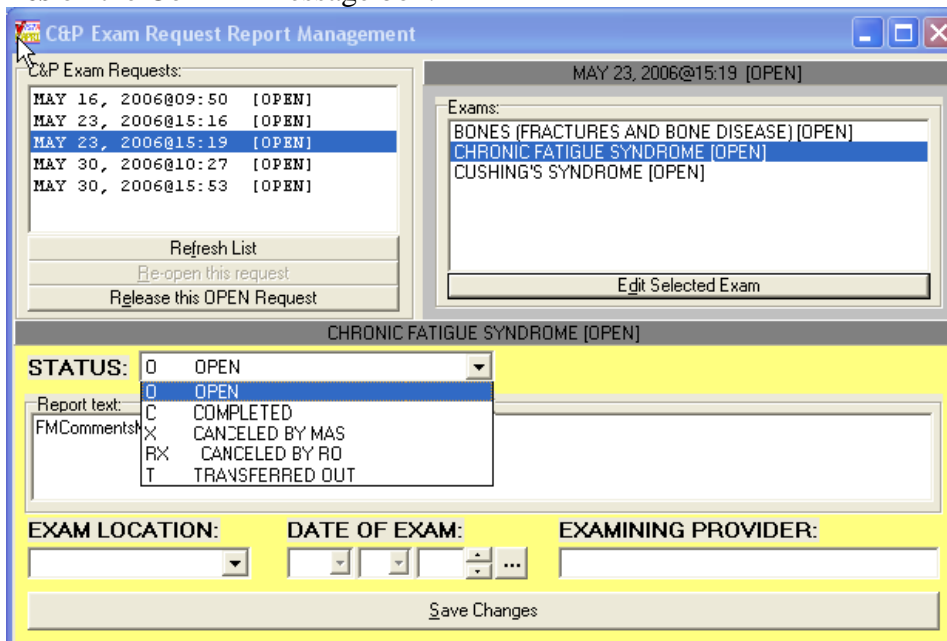 C&P Exam Request Report Management
C&P Exam Requests:
MAY 16, 2006@09:50 [OPEN]
MAY 23, 2006@15:16 [OPEN]
MAY 23, 2006@15:19 [OPEN]
MAY 30, 2006@10:27 [OPEN]
MAY 30, 2006@15:53 [OPEN]
Refresh List
Re-open this request
Release this OPEN Request
MAY 23, 2006@15:19 [OPEN]
Exams:
BONES (FRACTURES AND BONE DISEASE) [OPEN]
CHRONIC FATIGUE SYNDROME [OPEN]
CUSHING'S SYNDROME [OPEN]
Edit Selected Exam
CHRONIC FATIGUE SYNDROME [OPEN]
STATUS: O OPEN
O OPEN
C COMPLETED
X CANCELED BY MAS
RX CANCELED BY RO
T TRANSFERRED OUT
Report text:
EXAM LOCATION: DATE OF EXAM: EXAMINING PROVIDER:
...
Save Changes